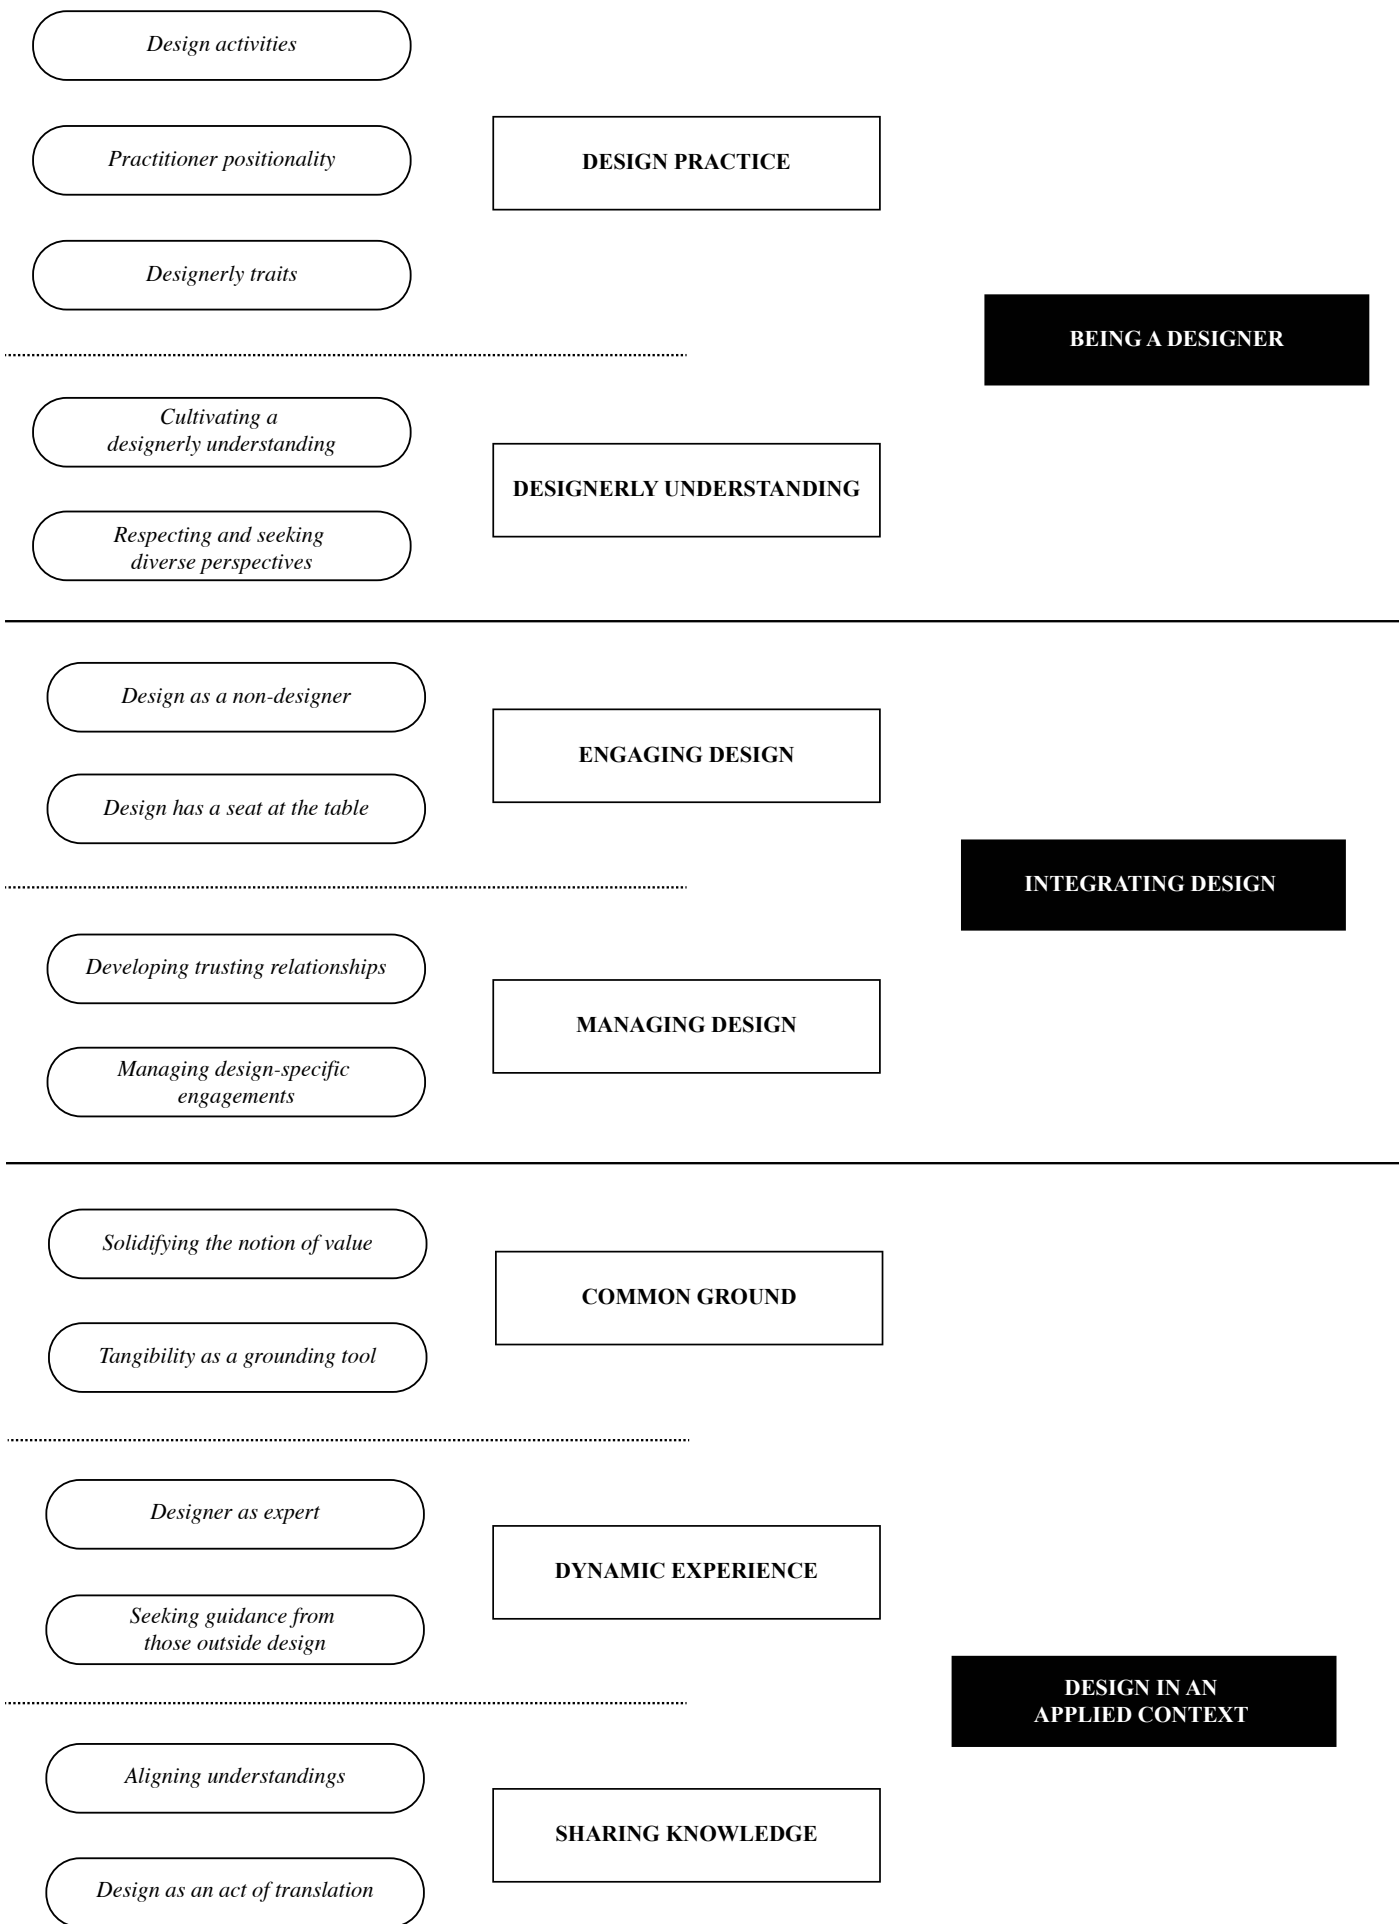 Design activities
Practitioner positionality
DESIGN PRACTICE
Designerly traits
BEING A DESIGNER
Cultivating a
designerly understanding
DESIGNERLY UNDERSTANDING
Respecting and seeking
diverse perspectives
Design as a non-designer
ENGAGING DESIGN
Design has a seat at the table
INTEGRATING DESIGN
Developing trusting relationships
MANAGING DESIGN
Managing design-specific
engagements
Solidifying the notion of value
COMMON GROUND
Tangibility as a grounding tool
Designer as expert
DYNAMIC EXPERIENCE
Seeking guidance from
those outside design
DESIGN IN AN
APPLIED CONTEXT
Aligning understandings
SHARING KNOWLEDGE
Design as an act of translation